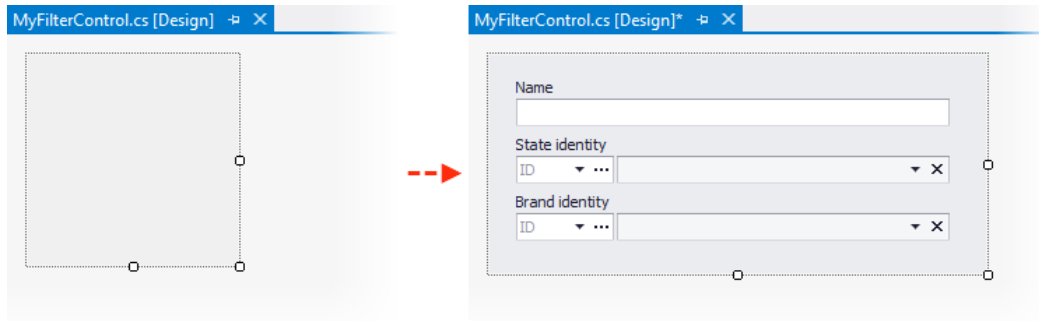 MyFilterControl.cs [Design]
MyFilterControl.cs [Design]*
Name
State identity
ID
Brand identity
ID